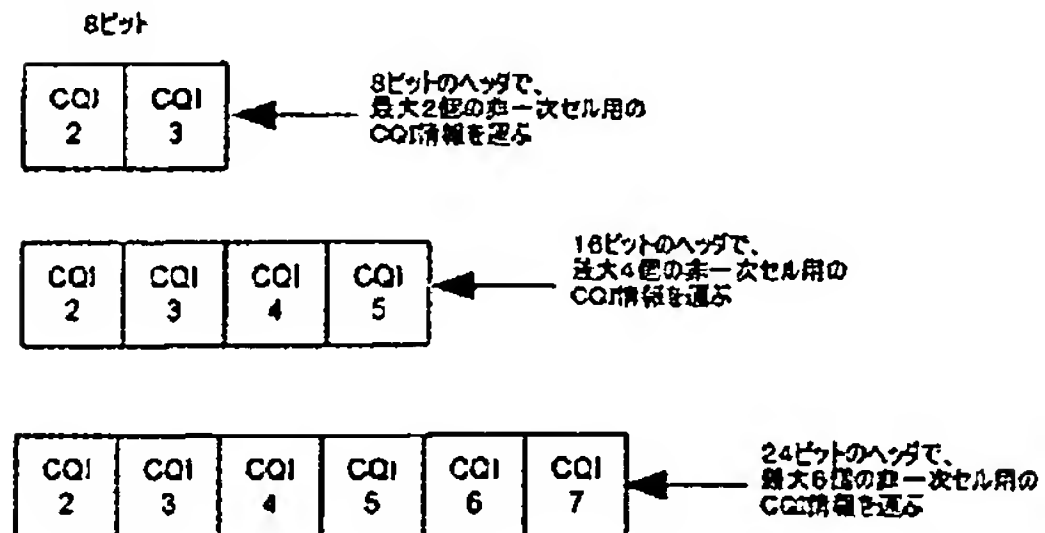 8ビット
CQI CQI
2 3
8ビットのヘッダで、
最大2個の非一次セル用の
CQI情報を運ぶ
CQI CQI CQI CQI
2 3 4 5
16ビットのヘッダで、
最大4個の非一次セル用の
CQI情報を運ぶ
CQI CQI CQI CQI CQI CQI
2 3 4 5 6 7
24ビットのヘッダで、
最大6個の非一次セル用の
CQI情報を運ぶ